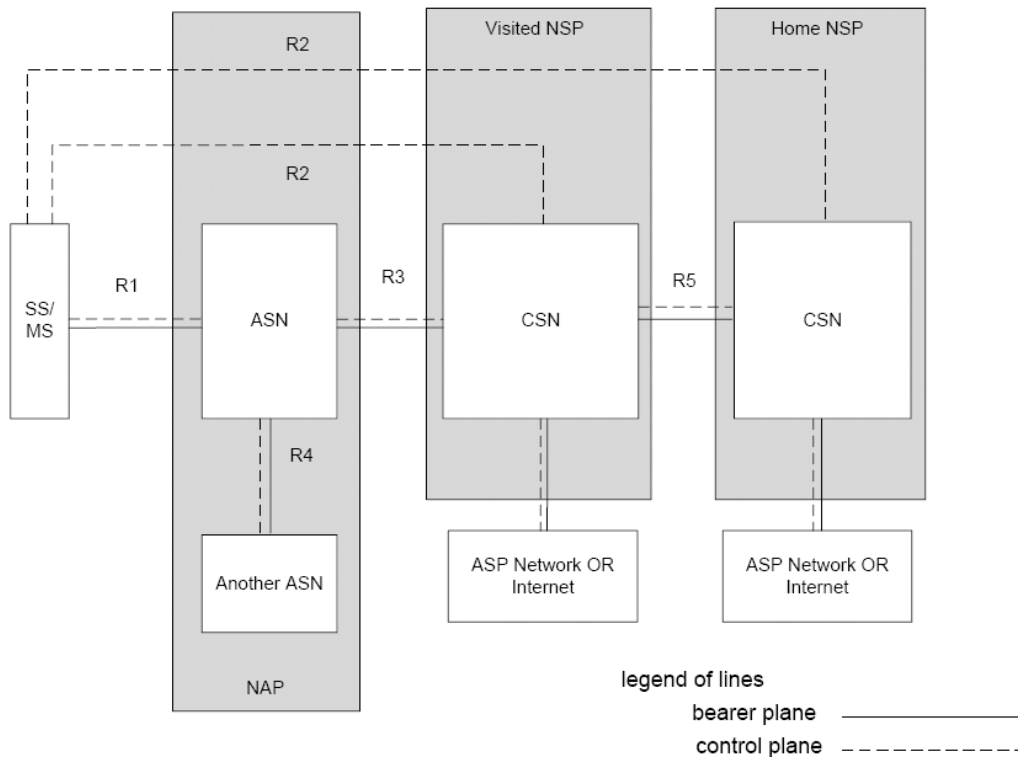 Visited NSP
Home NSP
R2
R2
R1
R3
R5
SS/
MS
ASN
CSN
CSN
R4
Another ASN
ASP Network OR
Internet
ASP Network OR
Internet
NAP
legend of lines
bearer plane
control plane